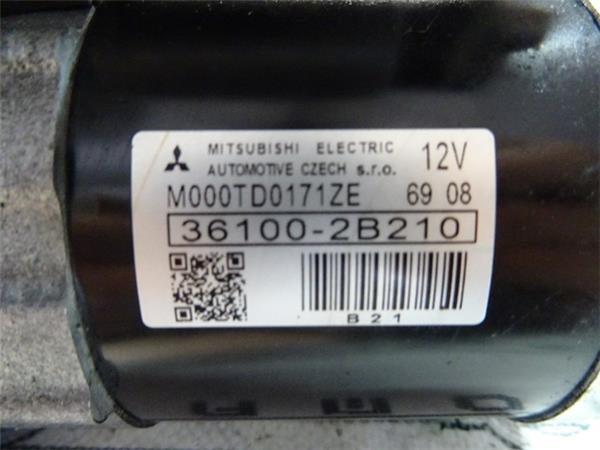 MITSUBISHI ELECTRIC 12V
AUTOMOTIVE CZECH s.r.o.
M000TD0171ZE 69 08
36100-2B210
B21